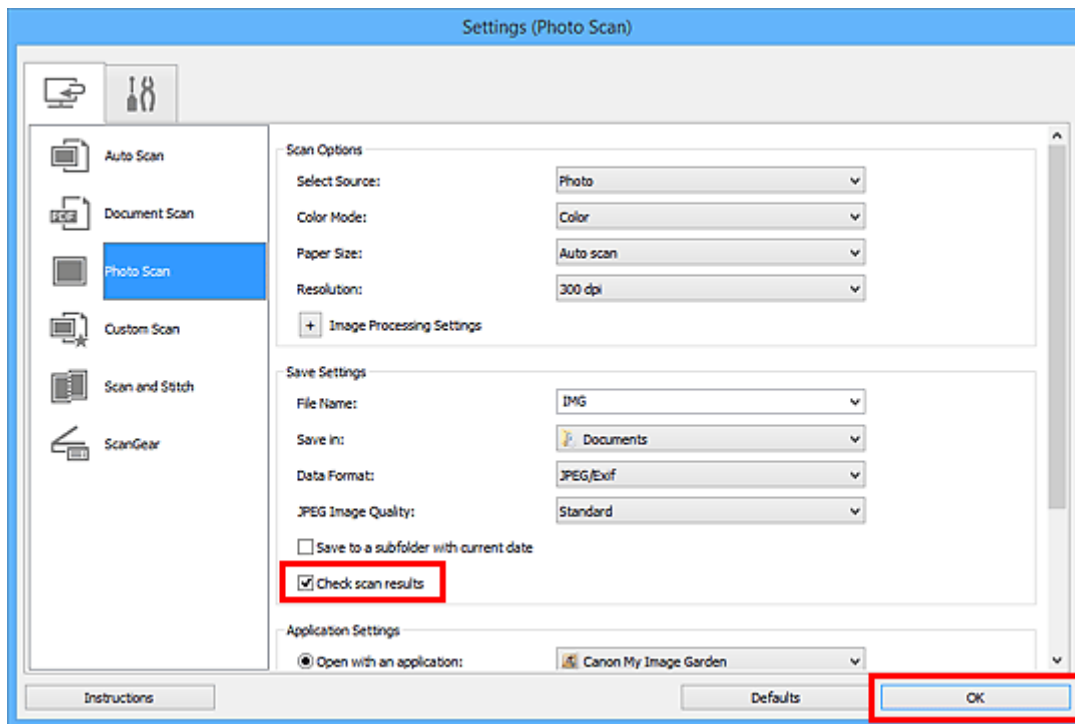 Settings (Photo Scan)
Auto Scan
PDF
Document Scan
Photo Scan
Custom Scan
Scan and Stitch
ScanGear
Scan Options
Select Source: Photo
Color Mode: Color
Paper Size: Auto scan
Resolution: 300 dpi
+ Image Processing Settings
Save Settings
File Name: IMG
Save in: Documents
Data Format: JPEG/Exif
JPEG Image Quality: Standard
Save to a subfolder with current date
Check scan results
Application Settings
Open with an application: Canon My Image Garden
Instructions Defaults OK